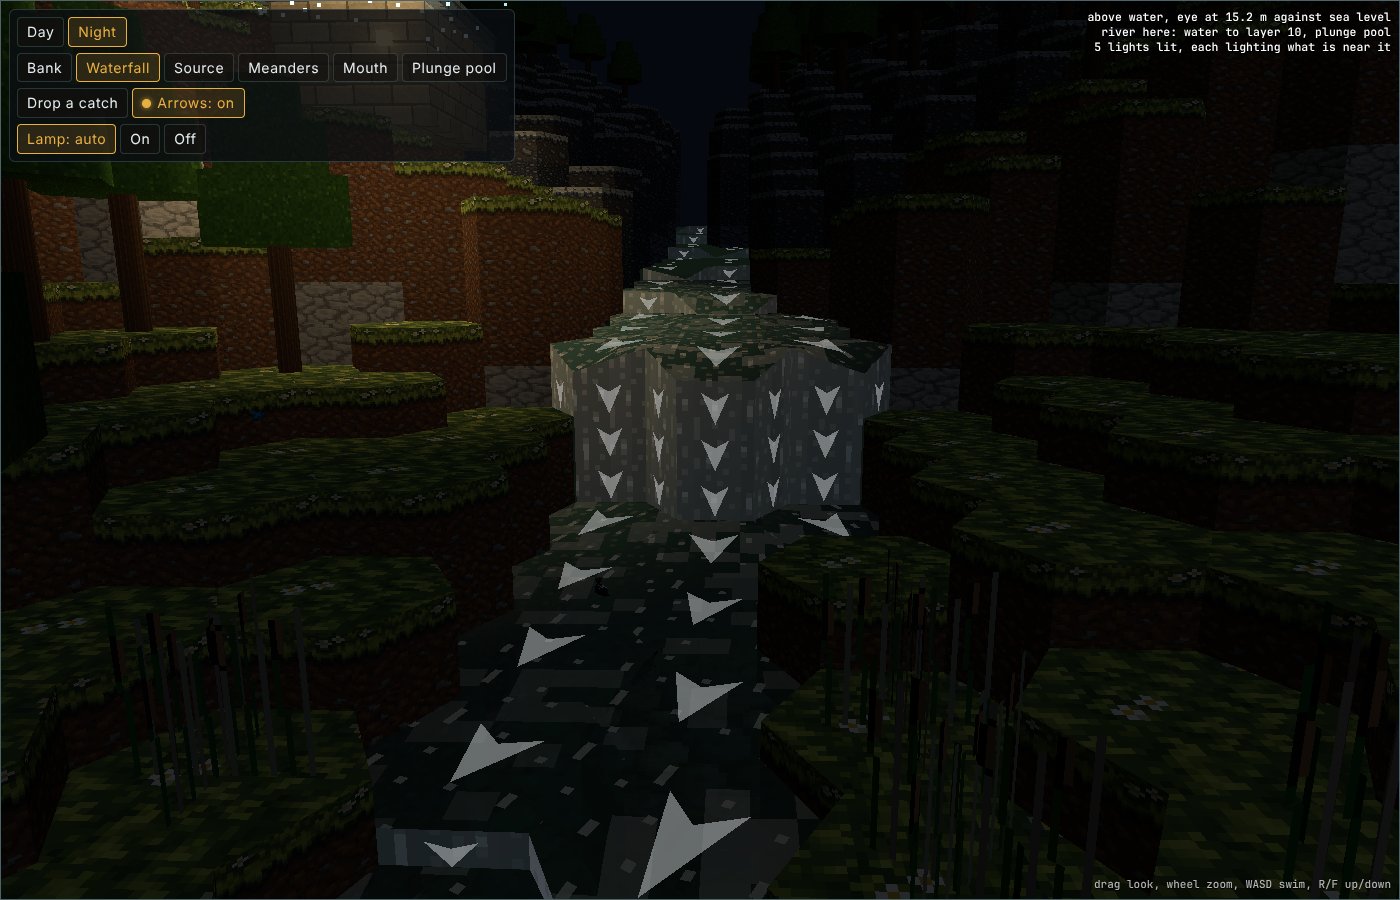 Day Night
Bank Waterfall Source Meanders Mouth Plunge pool
Drop a catch Arrows: on
Lamp: auto On Off
above water, eye at 15.2 m against sea level
river here: water to layer 10, plunge pool
5 lights lit, each lighting what is near it
drag look, wheel zoom, WASD swim, R/F up/down